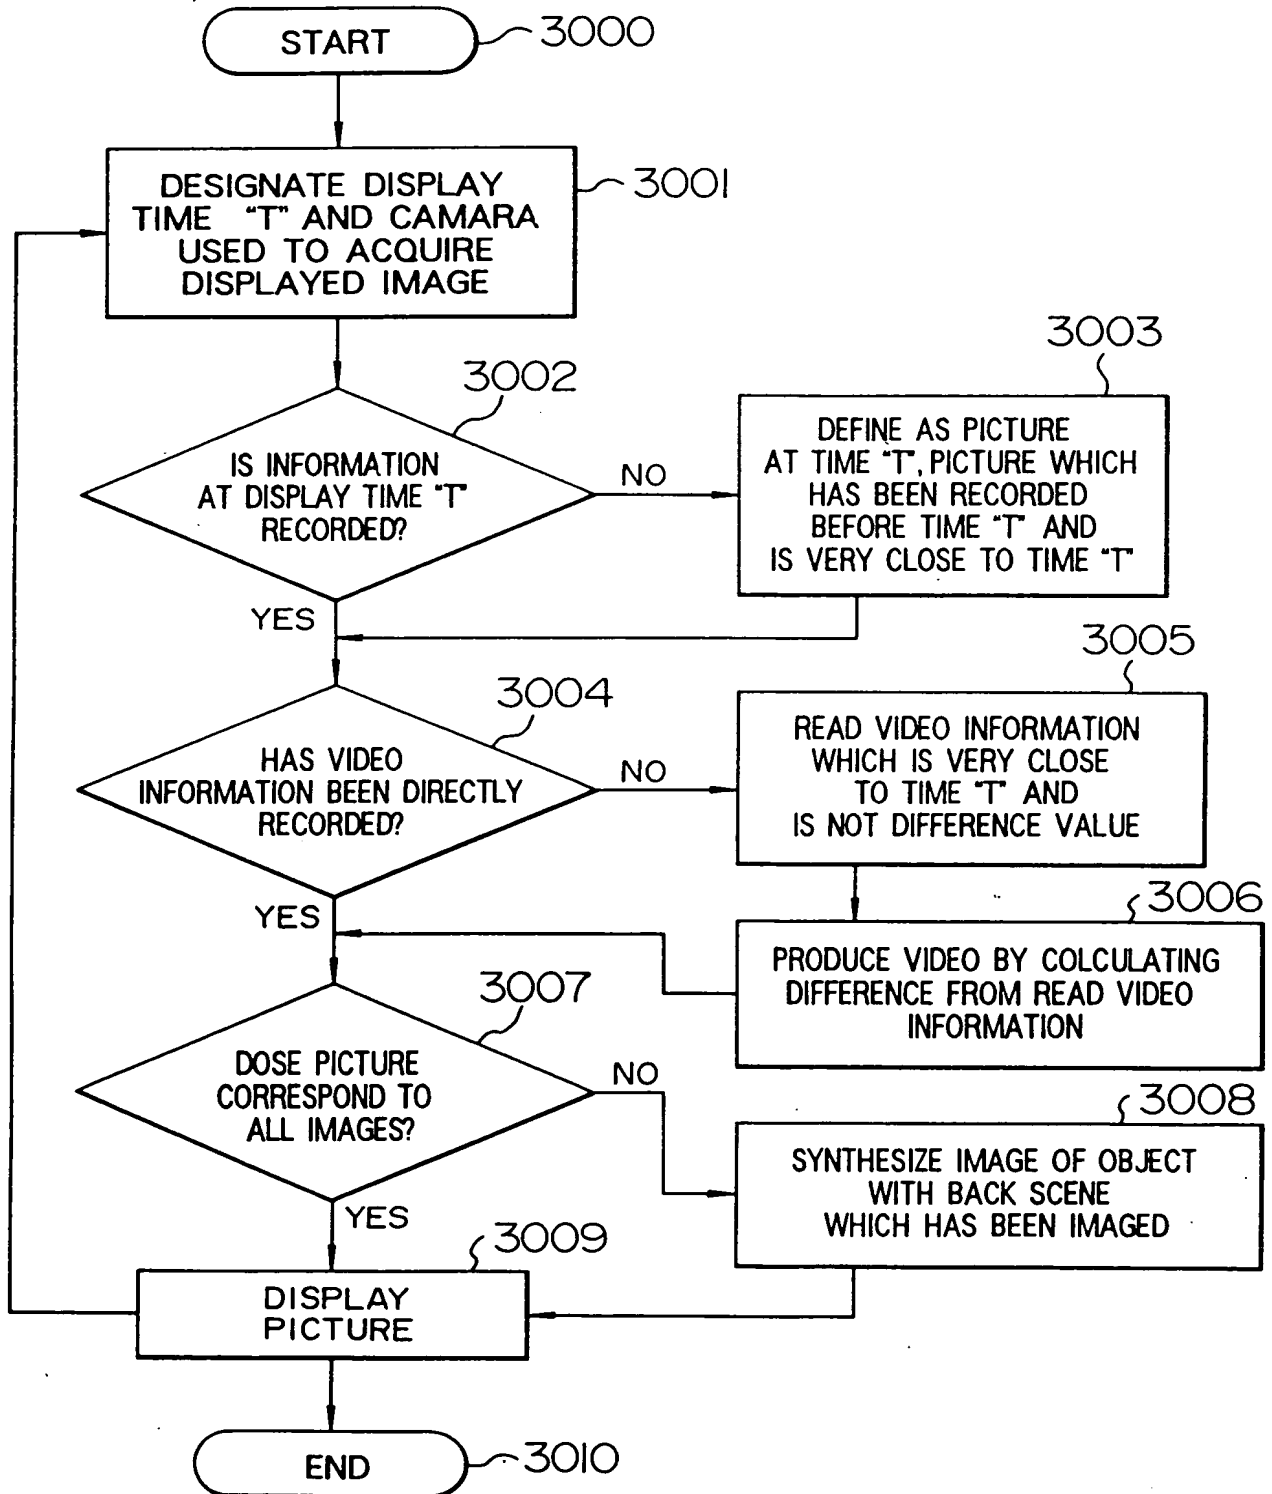 START
3000
DESIGNATE DISPLAY
TIME "T" AND CAMARA
USED TO ACQUIRE
DISPLAYED IMAGE
3001
3002
IS INFORMATION
AT DISPLAY TIME "T"
RECORDED?
NO
YES
3003
DEFINE AS PICTURE
AT TIME "T", PICTURE WHICH
HAS BEEN RECORDED
BEFORE TIME "T" AND
IS VERY CLOSE TO TIME "T"
3004
HAS VIDEO
INFORMATION BEEN DIRECTLY
RECORDED?
NO
YES
3005
READ VIDEO INFORMATION
WHICH IS VERY CLOSE
TO TIME "T" AND
IS NOT DIFFERENCE VALUE
3006
PRODUCE VIDEO BY COLCULATING
DIFFERENCE FROM READ VIDEO
INFORMATION
3007
DOSE PICTURE
CORRESPOND TO
ALL IMAGES?
NO
YES
3008
SYNTHESIZE IMAGE OF OBJECT
WITH BACK SCENE
WHICH HAS BEEN IMAGED
3009
DISPLAY
PICTURE
END
3010